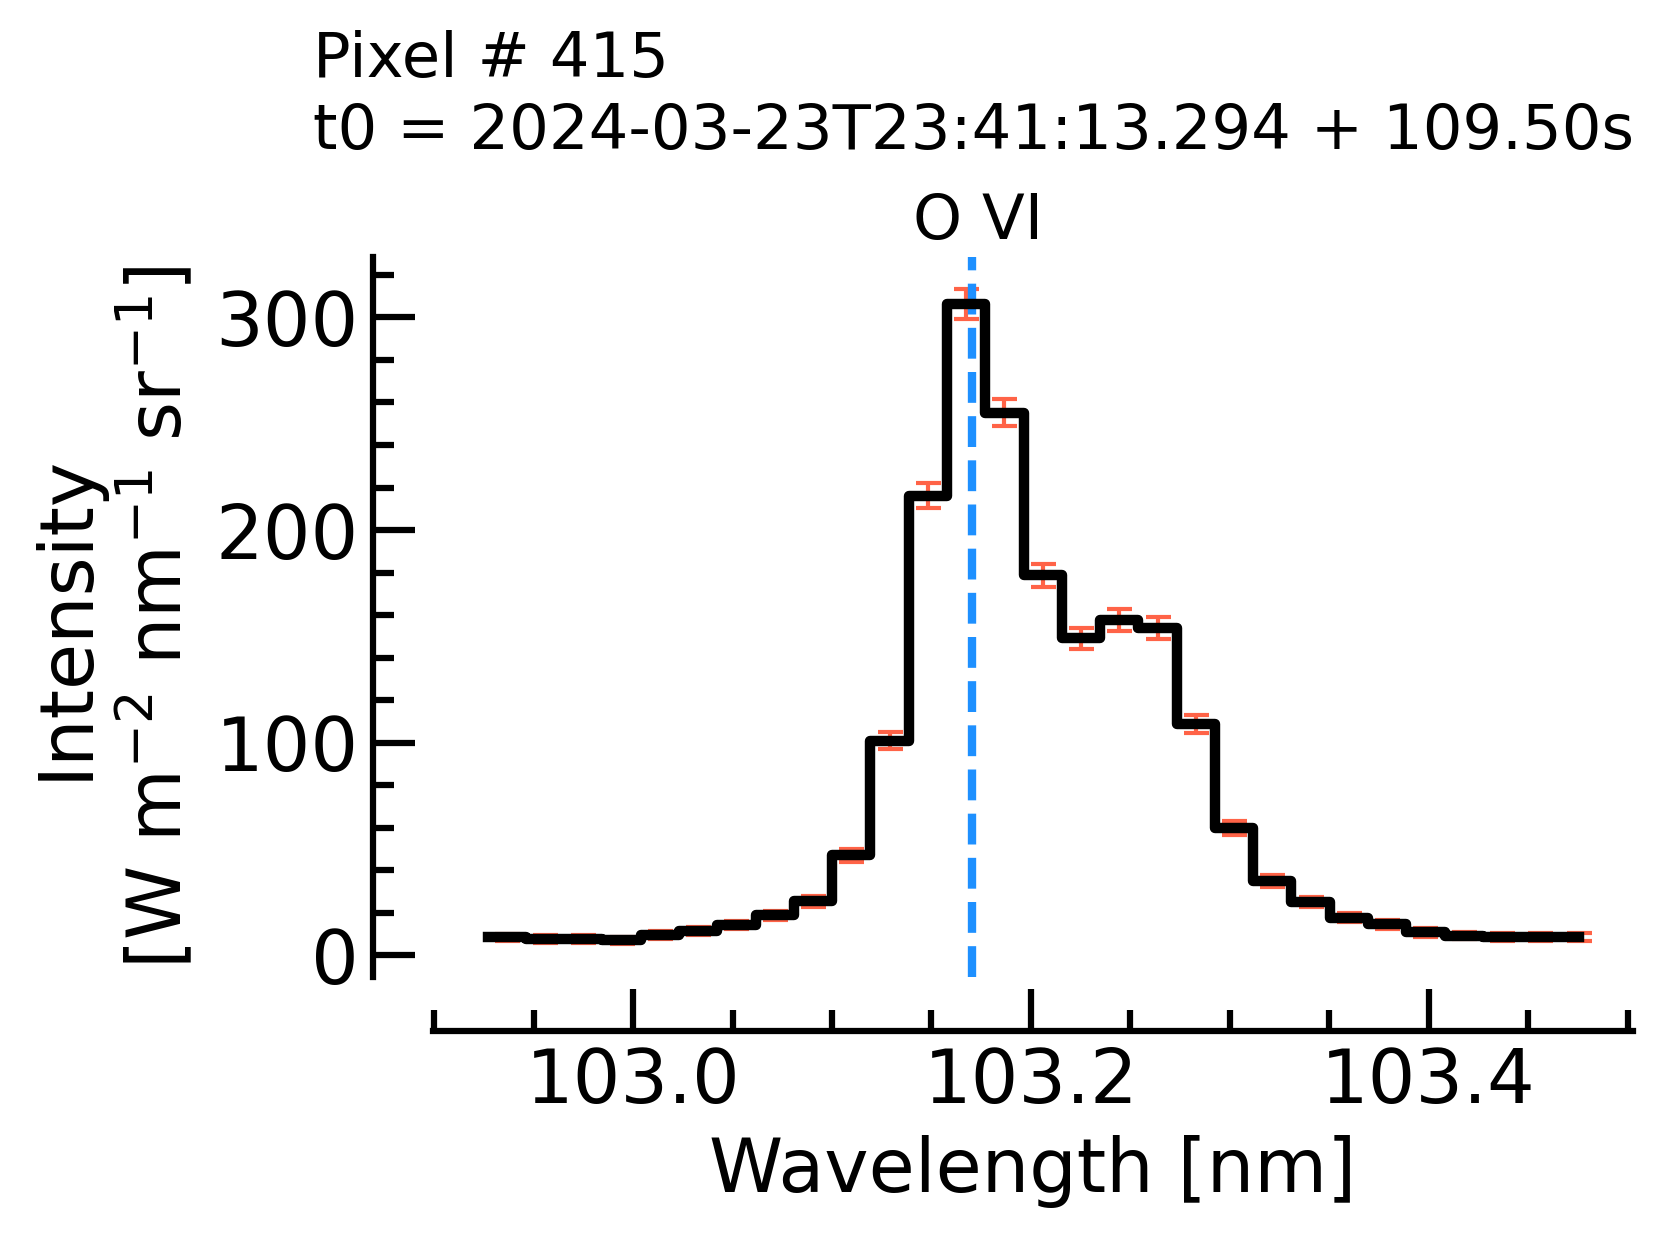 Pixel # 415
t0 = 2024-03-23T23:41:13.294 + 109.50s
O VI
Intensity
[W m⁻² nm⁻¹ sr⁻¹]
300
200
100
0
103.0 103.2 103.4
Wavelength [nm]